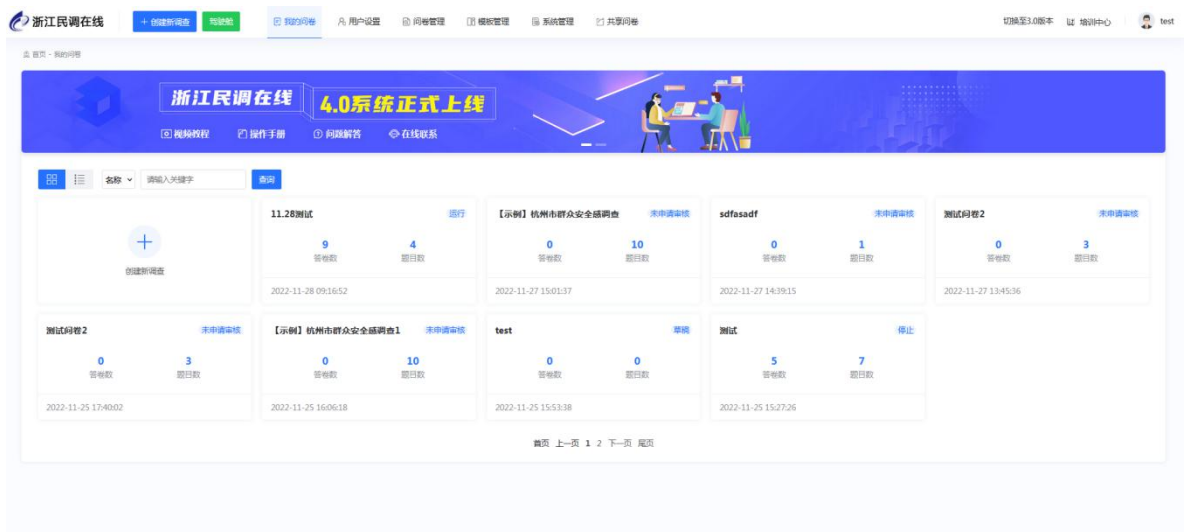 浙江民调在线 + 创建新调查 驾驶舱 我的问卷 用户设置 问卷管理 模板管理 系统管理 共享问卷 切换至3.0版本 培训中心 test
首页 - 我的问卷
浙江民调在线 4.0系统正式上线
视频教程 操作手册 问题解答 在线联系
名称 请输入关键字 查询
创建新调查
11.28测试 运行
9 4
答卷数 题目数
2022-11-28 09:16:52
【示例】杭州市群众安全感调查 未申请审核
0 10
答卷数 题目数
2022-11-27 15:01:37
sdfasadf 未申请审核
0 1
答卷数 题目数
2022-11-27 14:39:15
测试问卷2 未申请审核
0 3
答卷数 题目数
2022-11-27 13:45:36
测试问卷2 未申请审核
0 3
答卷数 题目数
2022-11-25 17:40:02
【示例】杭州市群众安全感调查1 未申请审核
0 10
答卷数 题目数
2022-11-25 16:06:18
test 草稿
0 0
答卷数 题目数
2022-11-25 15:53:38
测试 停止
5 7
答卷数 题目数
2022-11-25 15:27:26
首页 上一页 1 2 下一页 尾页